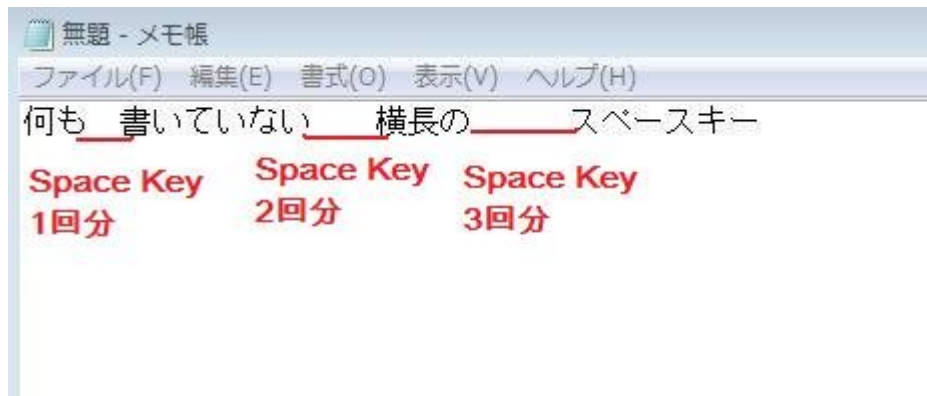 無題 - メモ帳
ファイル(F) 編集(E) 書式(O) 表示(V) ヘルプ(H)
何も　書いていない　　横長の　　　スペースキー
Space Key Space Key Space Key
1回分 2回分 3回分